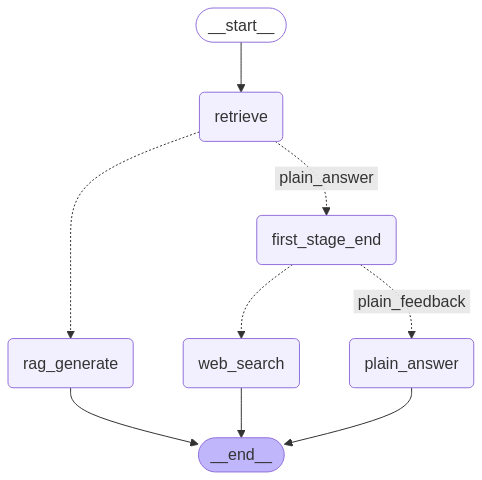 __start__
retrieve
plain_answer
first_stage_end
plain_feedback
rag_generate
web_search
plain_answer
__end__